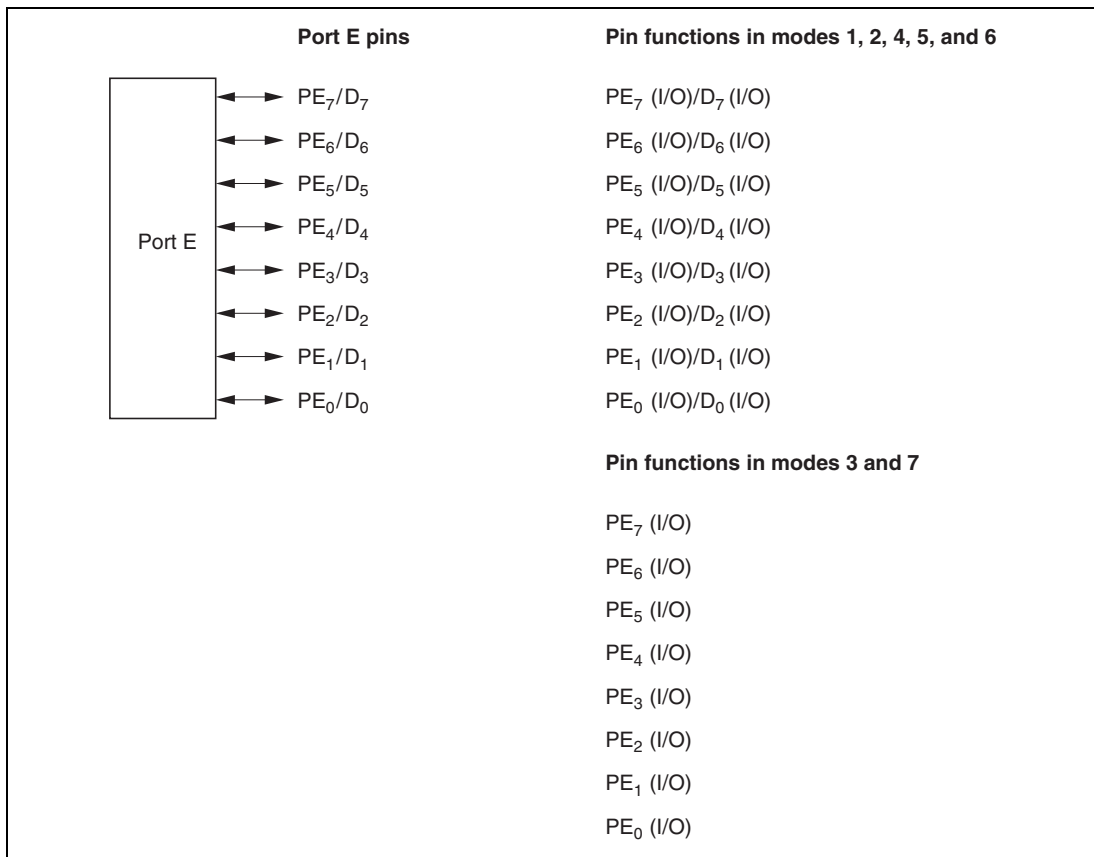 Port E pins Pin functions in modes 1, 2, 4, 5, and 6
PE7/D7 PE7 (I/O)/D7 (I/O)
PE6/D6 PE6 (I/O)/D6 (I/O)
PE5/D5 PE5 (I/O)/D5 (I/O)
PE4/D4 PE4 (I/O)/D4 (I/O)
Port E
PE3/D3 PE3 (I/O)/D3 (I/O)
PE2/D2 PE2 (I/O)/D2 (I/O)
PE1/D1 PE1 (I/O)/D1 (I/O)
PE0/D0 PE0 (I/O)/D0 (I/O)
Pin functions in modes 3 and 7
PE7 (I/O)
PE6 (I/O)
PE5 (I/O)
PE4 (I/O)
PE3 (I/O)
PE2 (I/O)
PE1 (I/O)
PE0 (I/O)